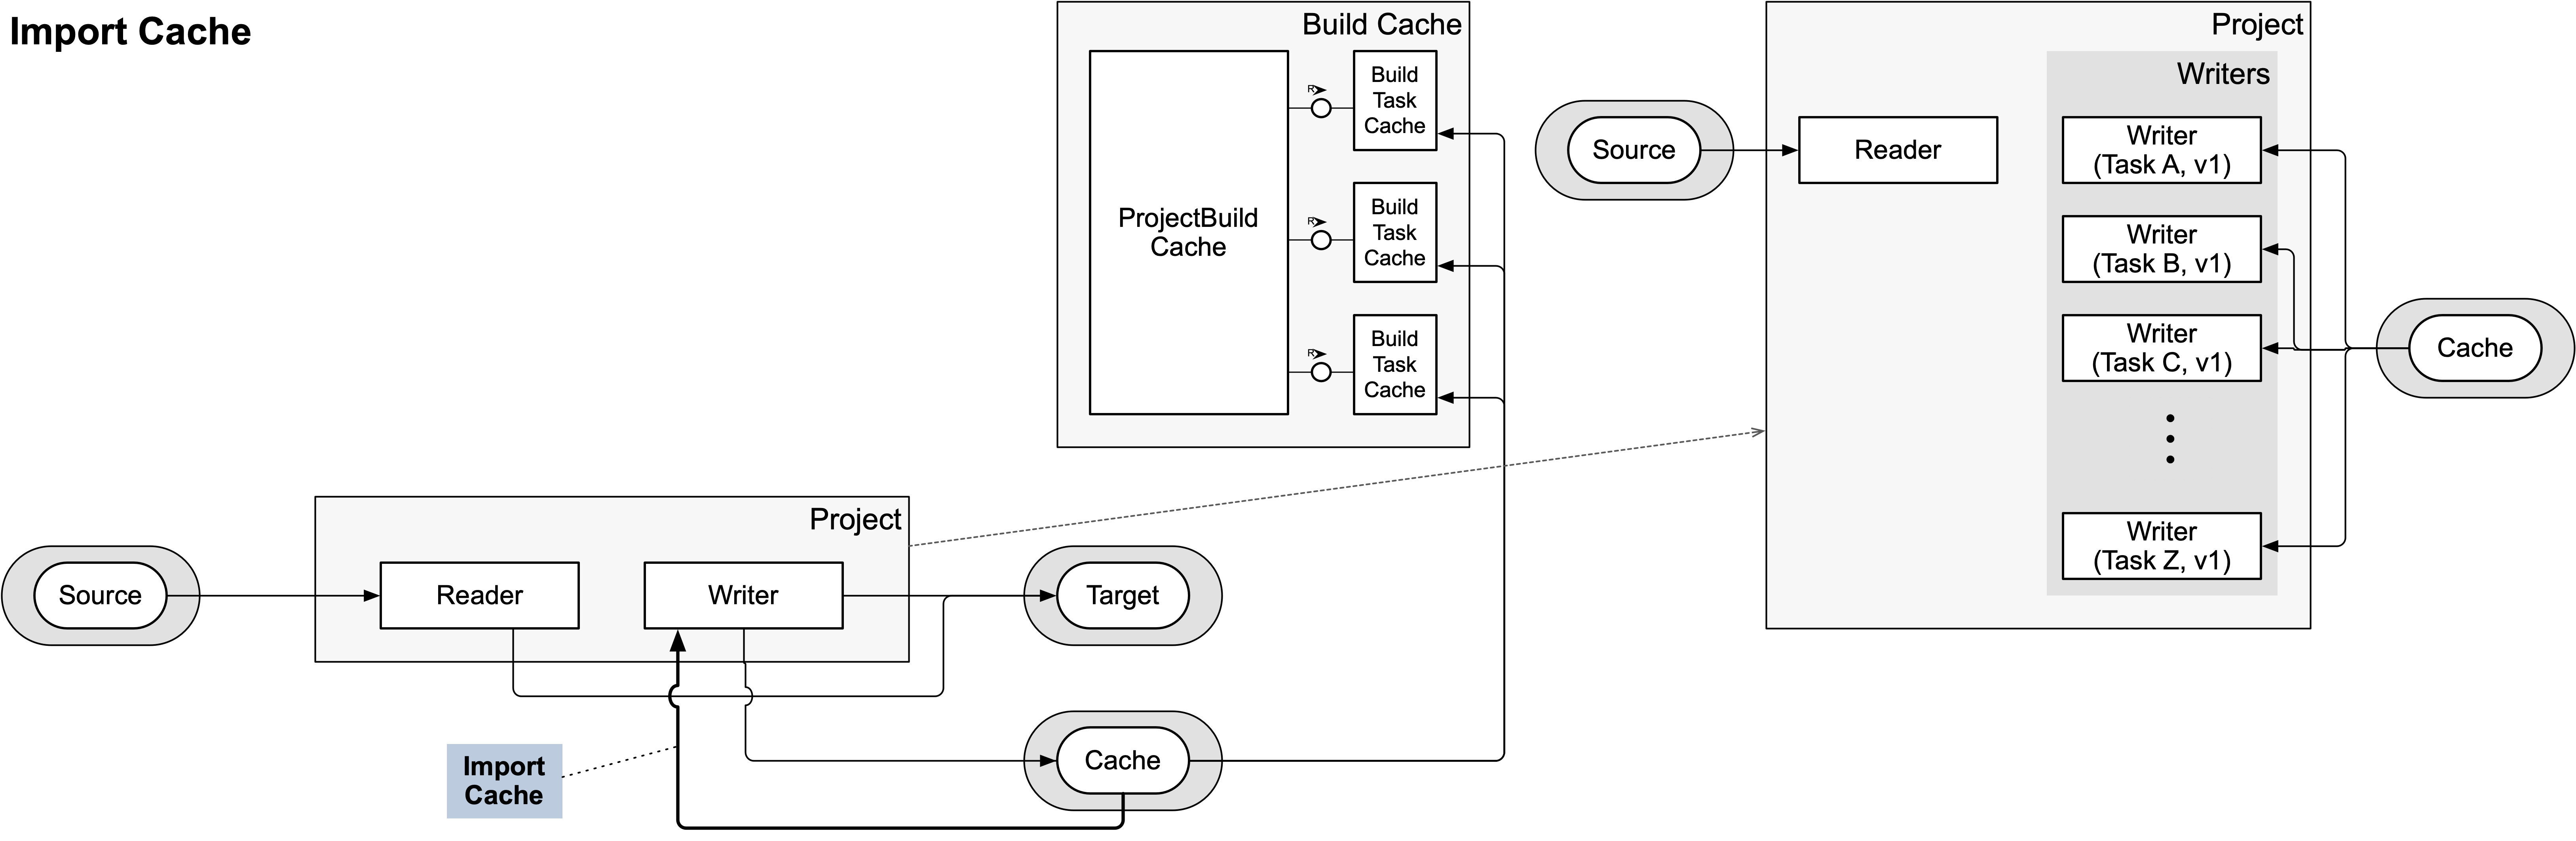 Import Cache
Build Cache
ProjectBuild
Cache
R
Build
Task
Cache
R
Build
Task
Cache
R
Build
Task
Cache
Project
Writers
Source
Reader
Writer
(Task A, v1)
Writer
(Task B, v1)
Writer
(Task C, v1)
Writer
(Task Z, v1)
Cache
Project
Source
Reader
Writer
Target
Import
Cache
Cache